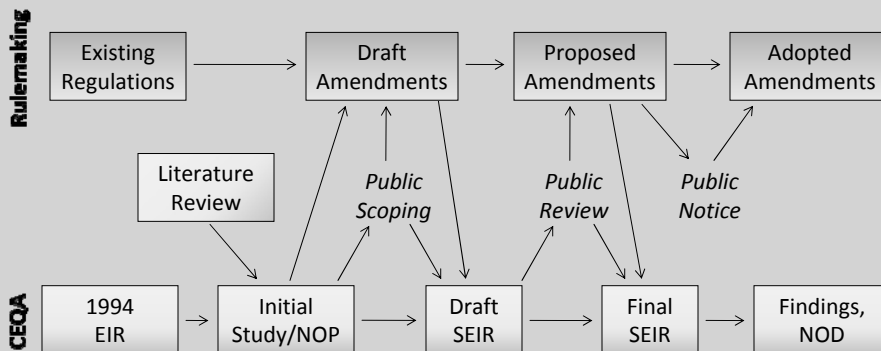 Rulemaking
Existing
Regulations
Draft
Amendments
Proposed
Amendments
Adopted
Amendments
Literature
Review
Public
Scoping
Public
Review
Public
Notice
CEQA
1994
EIR
Initial
Study/NOP
Draft
SEIR
Final
SEIR
Findings,
NOD